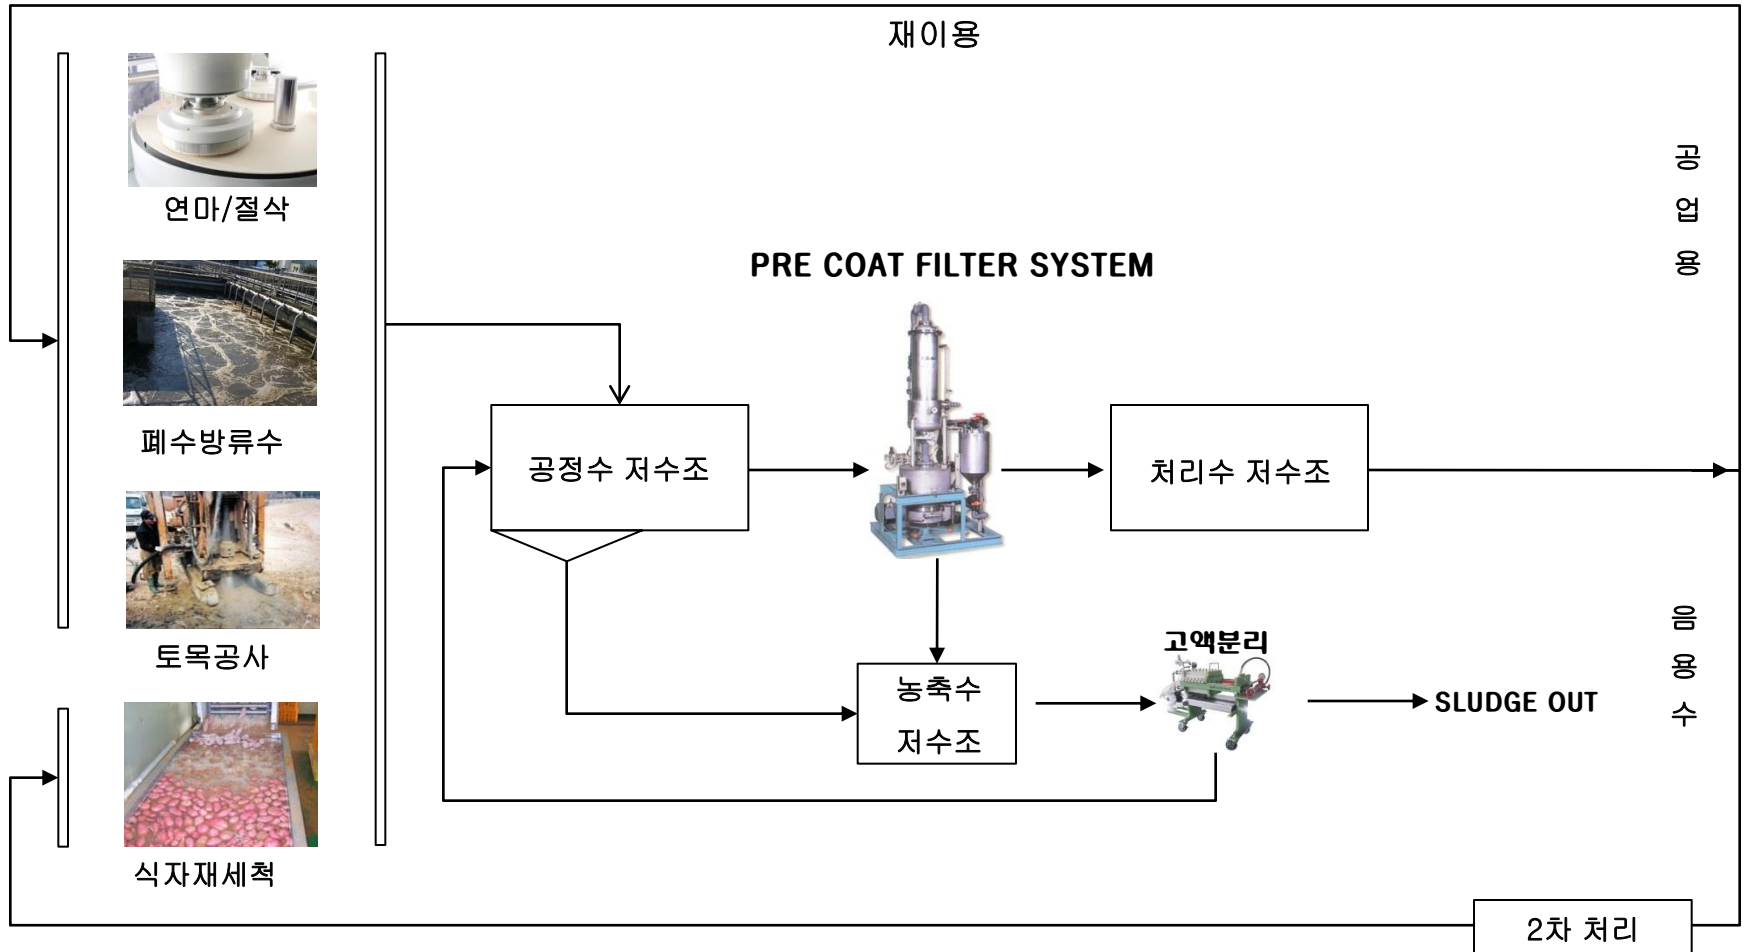 재이용
연마/절삭
공
업
용
PRE COAT FILTER SYSTEM
폐수방류수
공정수 저수조
처리수 저수조
토목공사
음
용
수
고액분리
농축수
저수조
SLUDGE OUT
식자재세척
2차 처리